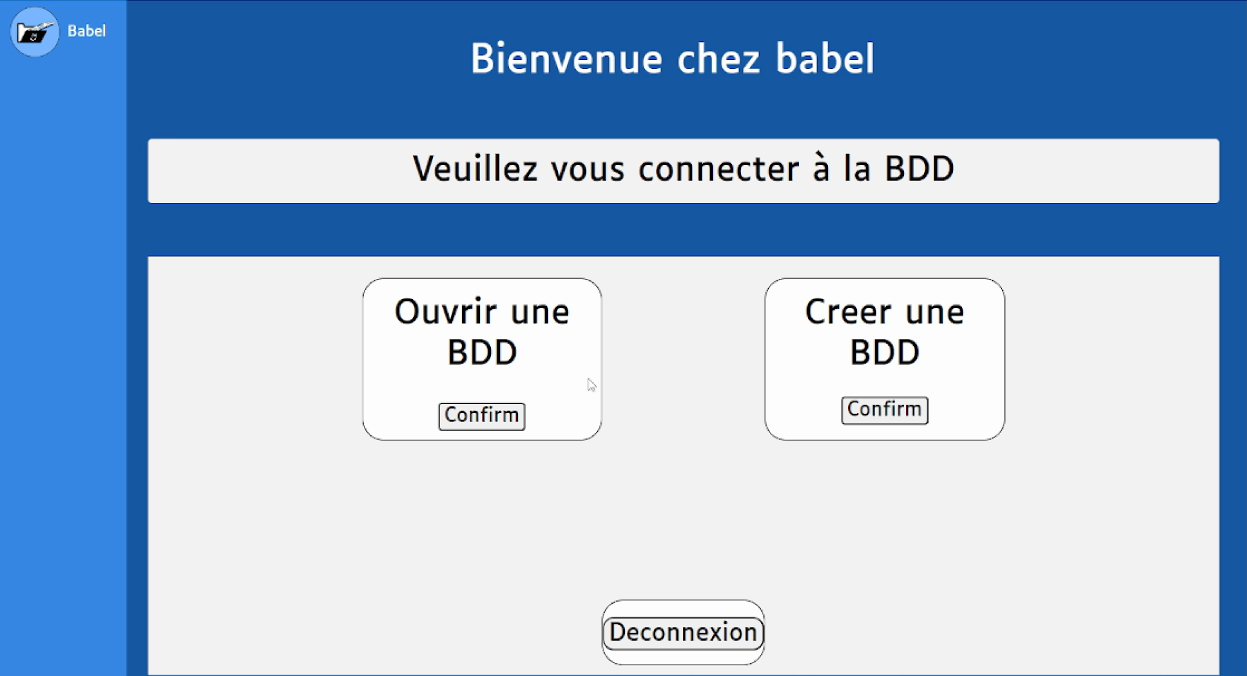 Babel
Bienvenue chez babel
Veuillez vous connecter à la BDD
Ouvrir une
BDD
Confirm
Creer une
BDD
Confirm
Deconnexion